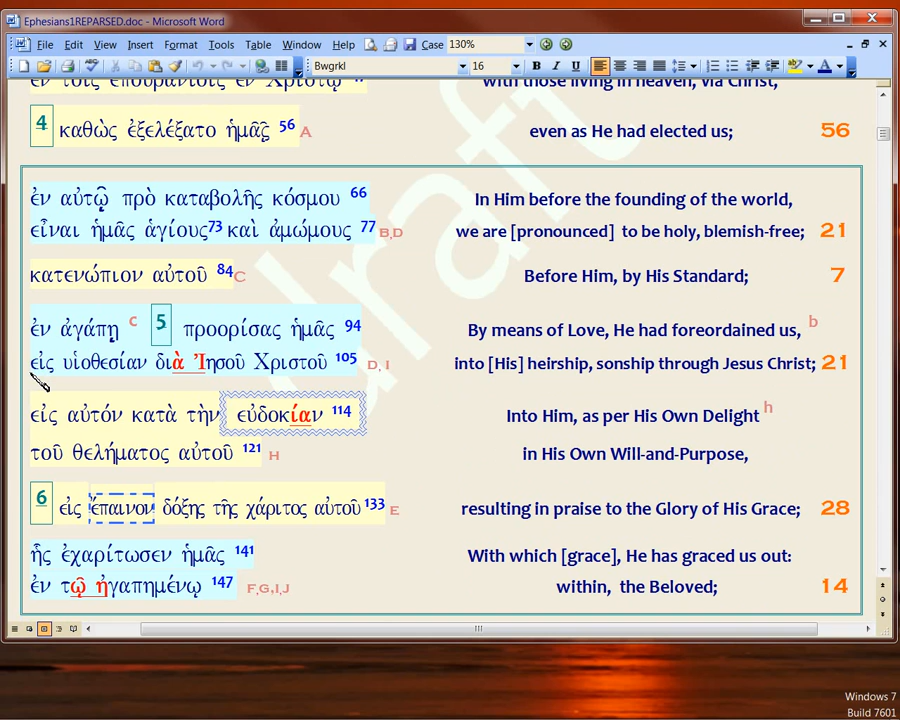 Ephesians1REPARSED.doc - Microsoft Word
File Edit View Insert Format Tools Table Window Help Case 130%
Bwgrkl 16 B I U A
ἐν τοῖς ἐπουρανίοις ἐν Χριστῷ with those living in heaven, via Christ,
4 καθὼς ἐξελέξατο ἡμᾶς 56 A even as He had elected us; 56
ἐν αὐτῷ πρὸ καταβολῆς κόσμου 66 In Him before the founding of the world,
εἶναι ἡμᾶς ἁγίους73 καὶ ἀμώμους 77 B,D we are [pronounced] to be holy, blemish-free; 21
κατενώπιον αὐτοῦ 84 C Before Him, by His Standard; 7
ἐν ἀγάπῃ c 5 προορίσας ἡμᾶς 94 By means of Love, He had foreordained us, b
εἰς υἱοθεσίαν διὰ Ἰησοῦ Χριστοῦ 105 D, I into [His] heirship, sonship through Jesus Christ; 21
εἰς αὐτόν κατὰ τὴν εὐδοκίαν 114 Into Him, as per His Own Delight h
τοῦ θελήματος αὐτοῦ 121 H in His Own Will-and-Purpose,
6 εἰς ἔπαινον δόξης τῆς χάριτος αὐτοῦ 133 E resulting in praise to the Glory of His Grace; 28
ἧς ἐχαρίτωσεν ἡμᾶς 141 With which [grace], He has graced us out:
ἐν τῷ ἠγαπημένῳ 147 F,G,I,J within, the Beloved; 14
draft
Windows 7
Build 7601